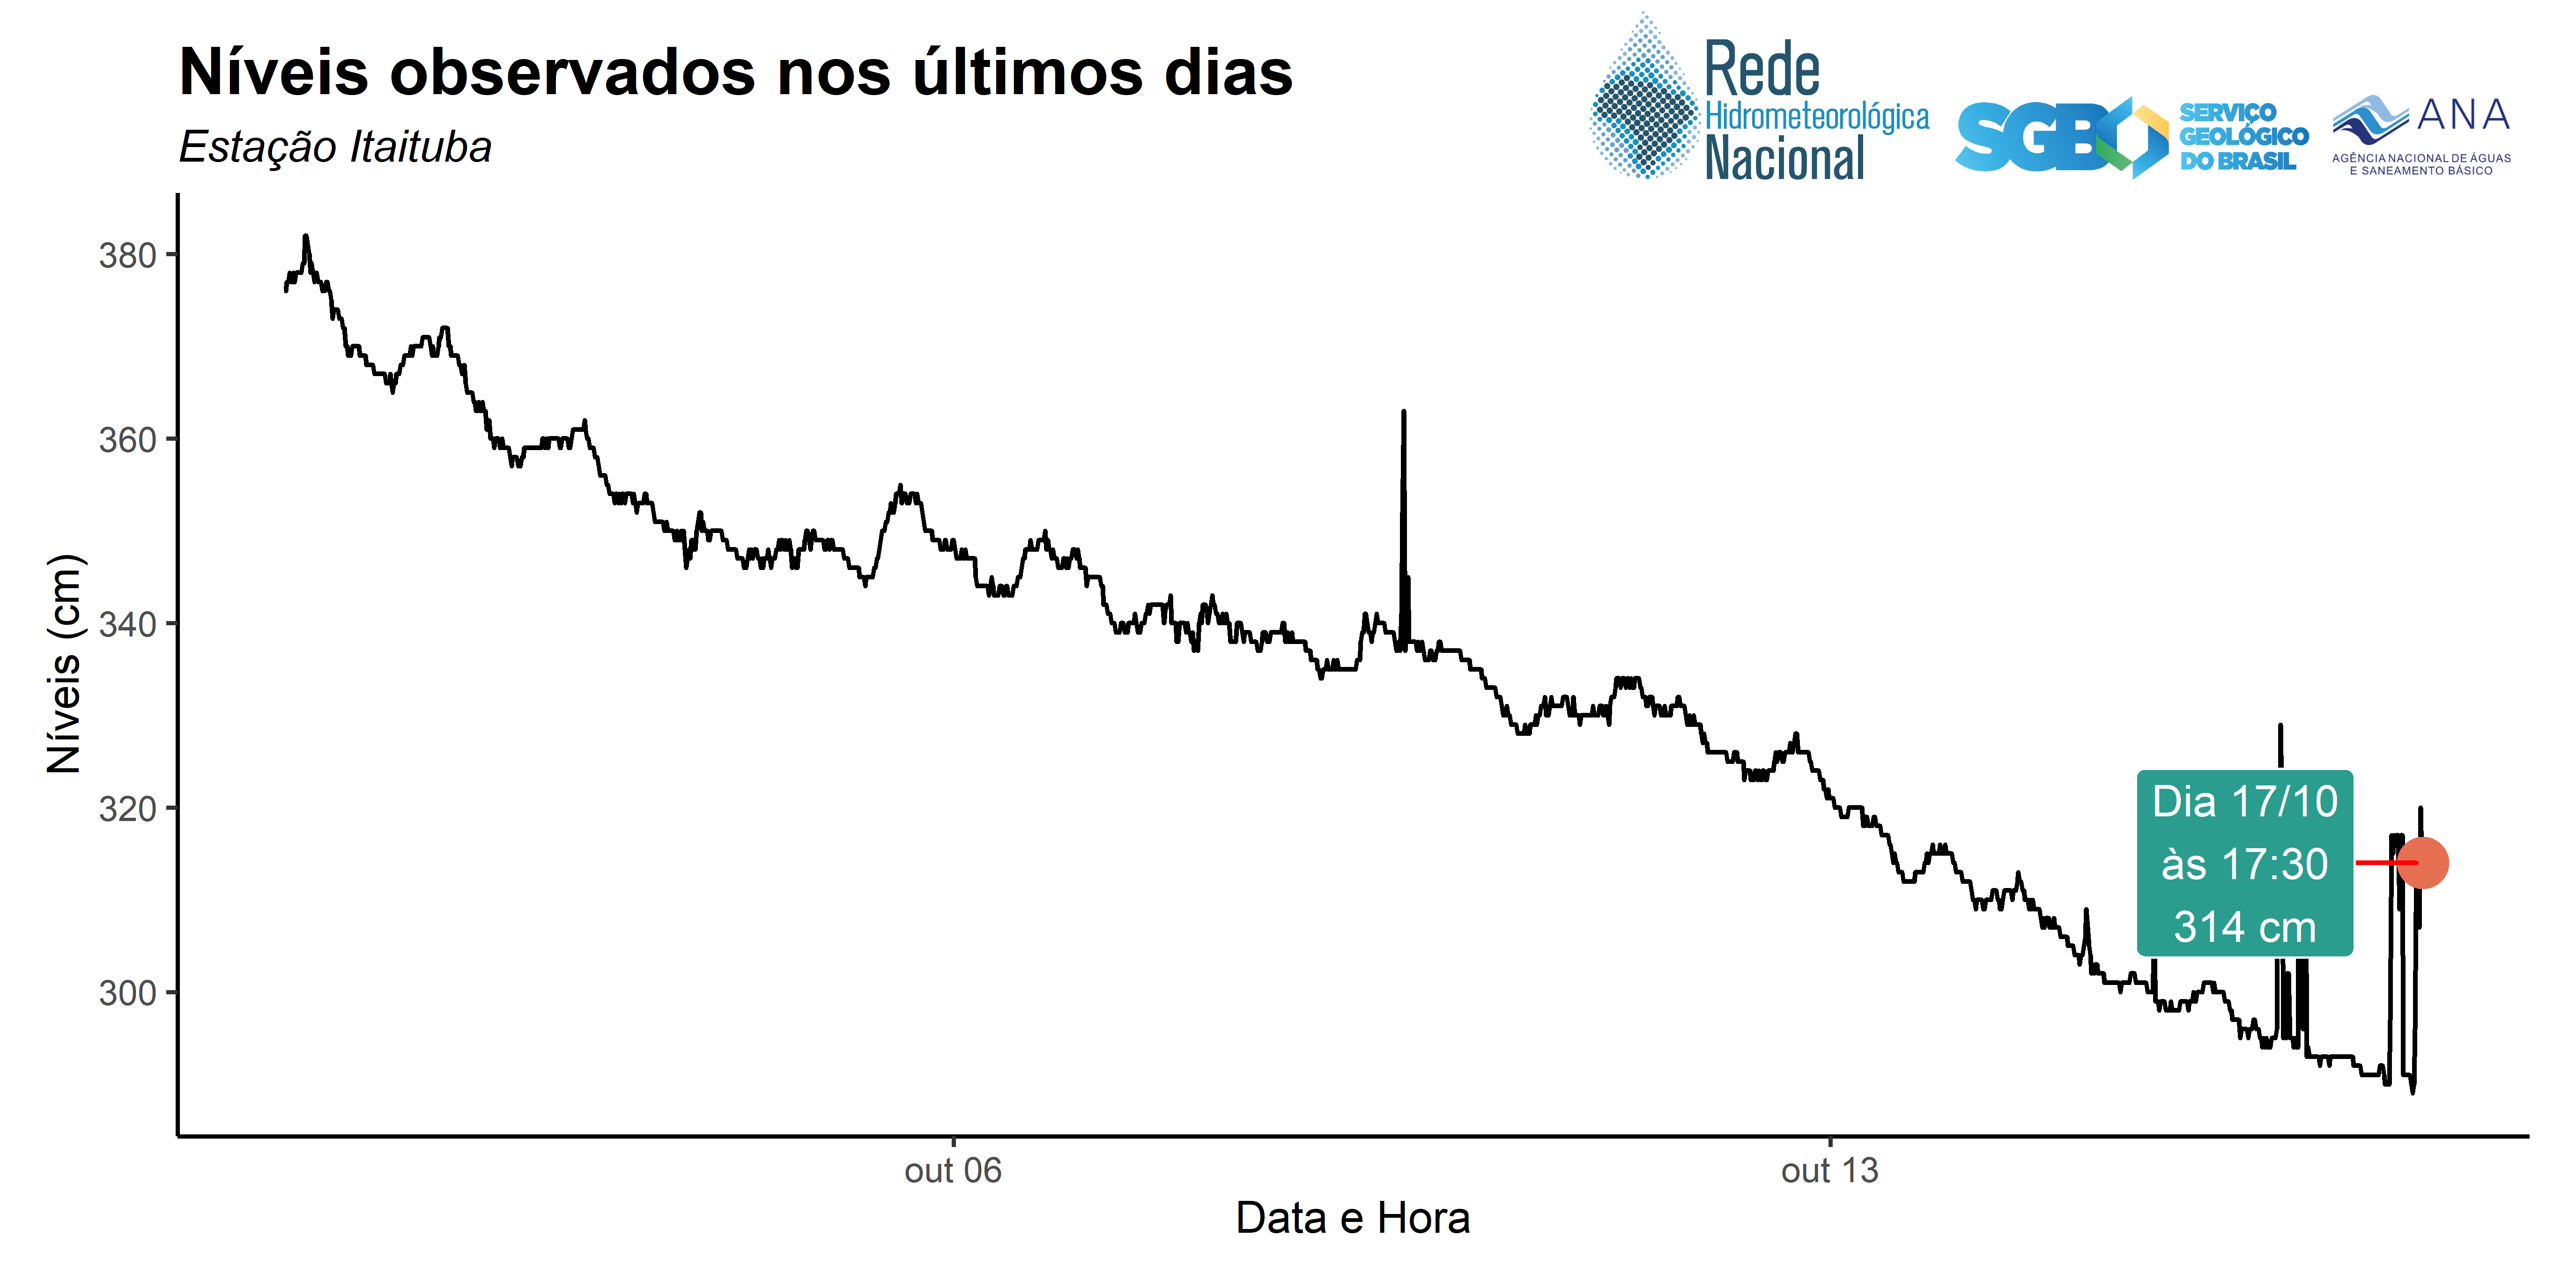 Níveis observados nos últimos dias
Estação Itaituba
Rede
Hidrometeorológica
Nacional
SGB
SERVIÇO
GEOLÓGICO
DO BRASIL
ANA
AGÊNCIA NACIONAL DE ÁGUAS
E SANEAMENTO BÁSICO
Níveis (cm)
380
360
340
320
300
Dia 17/10
às 17:30
314 cm
out 06
out 13
Data e Hora